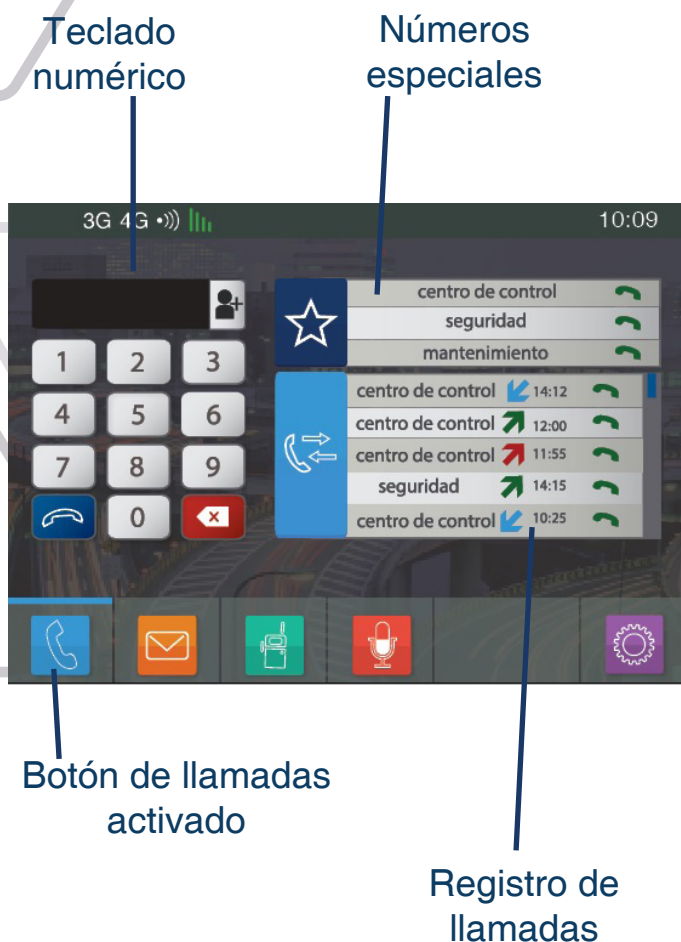 Teclado
numérico
Números
especiales
3G 4G 10:09
1 2 3
4 5 6
7 8 9
0
centro de control
seguridad
mantenimiento
centro de control 14:12
centro de control 12:00
centro de control 11:55
seguridad 14:15
centro de control 10:25
Botón de llamadas
activado
Registro de
llamadas